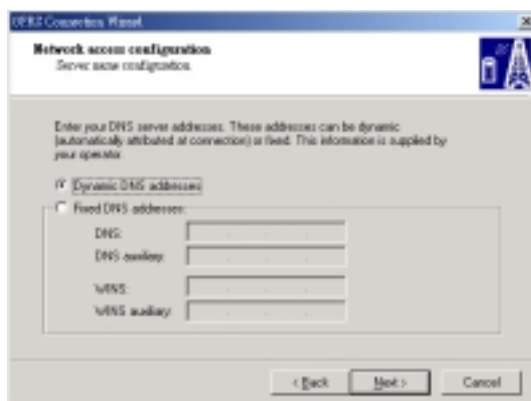 GPRS Connection Wizard
Network access configuration
Server name configuration
Enter your DNS server addresses. These addresses can be dynamic
(automatically attributed at connection) or fixed. This information is supplied by
your operator.
Dynamic DNS addresses
Fixed DNS addresses:
DNS:
DNS auxiliary:
WINS:
WINS auxiliary:
< Back
Next >
Cancel